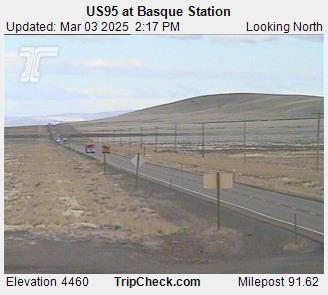 US95 at Basque Station
Updated: Mar 03 2025 2:17 PM Looking North
Elevation 4460 TripCheck.com Milepost 91.62